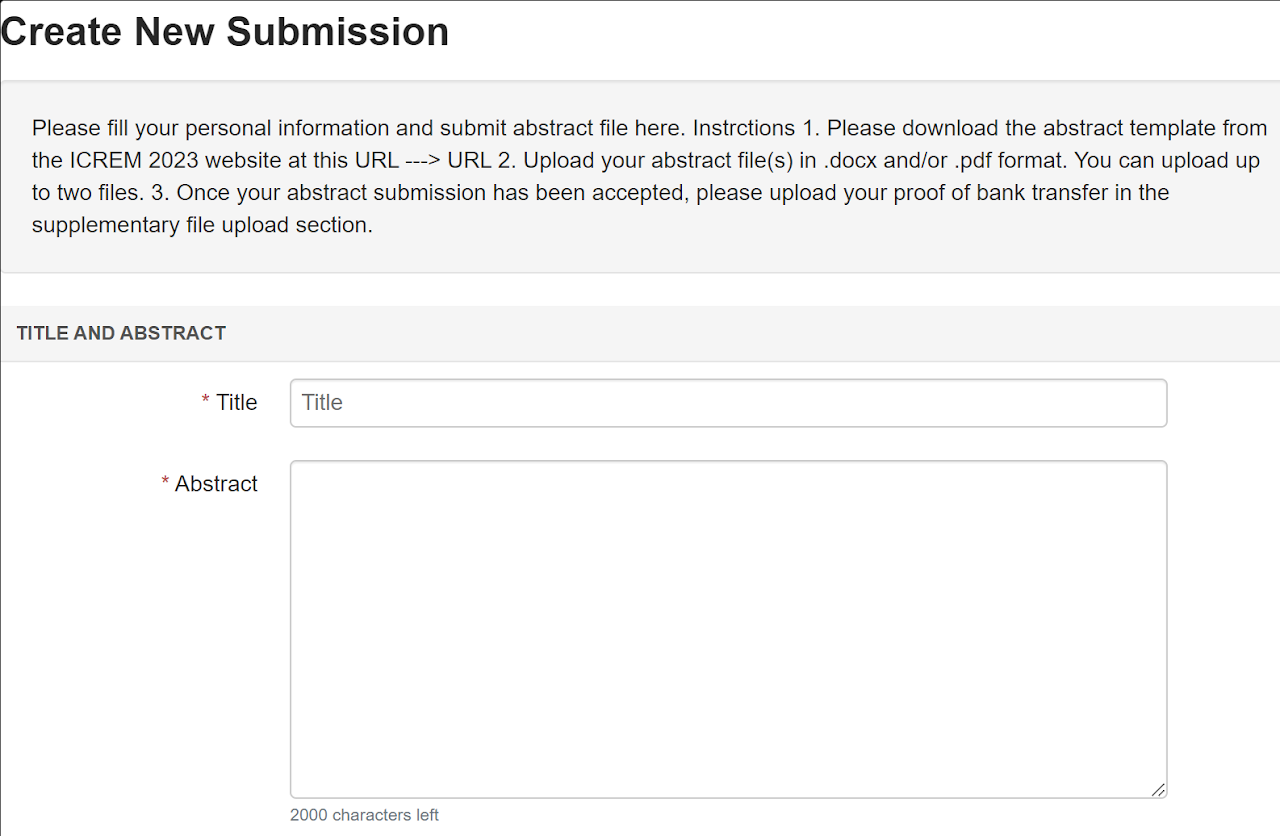 Create New Submission
Please fill your personal information and submit abstract file here. Instrctions 1. Please download the abstract template from
the ICREM 2023 website at this URL ---> URL 2. Upload your abstract file(s) in .docx and/or .pdf format. You can upload up
to two files. 3. Once your abstract submission has been accepted, please upload your proof of bank transfer in the
supplementary file upload section.
TITLE AND ABSTRACT
* Title
Title
* Abstract
2000 characters left